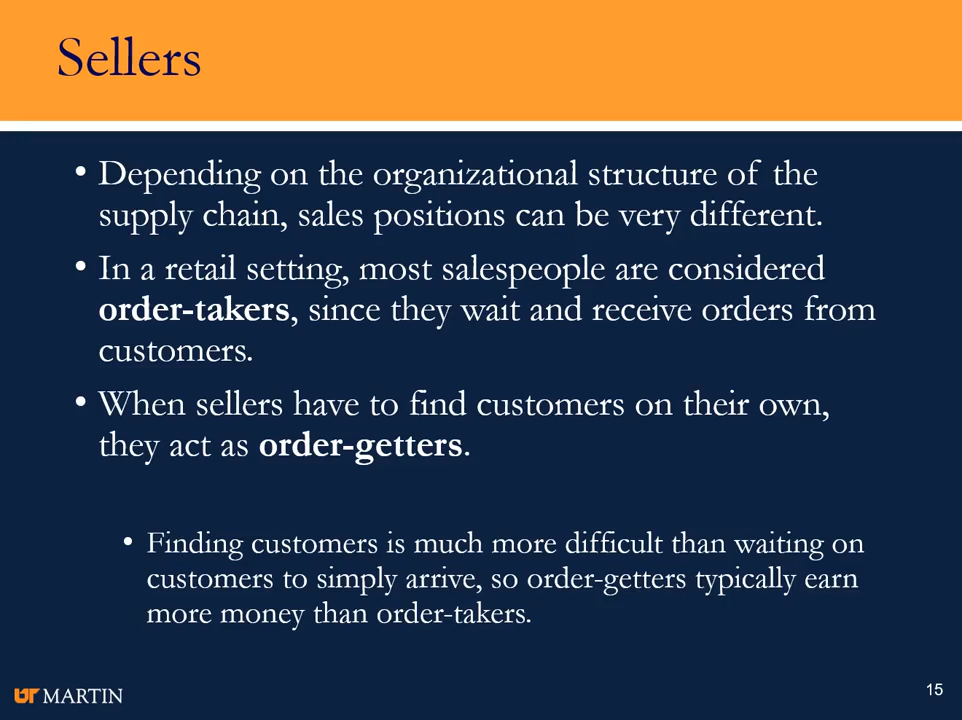 Sellers
• Depending on the organizational structure of the
supply chain, sales positions can be very different.
• In a retail setting, most salespeople are considered
order-takers, since they wait and receive orders from
customers.
• When sellers have to find customers on their own,
they act as order-getters.
• Finding customers is much more difficult than waiting on
customers to simply arrive, so order-getters typically earn
more money than order-takers.
UT MARTIN
15